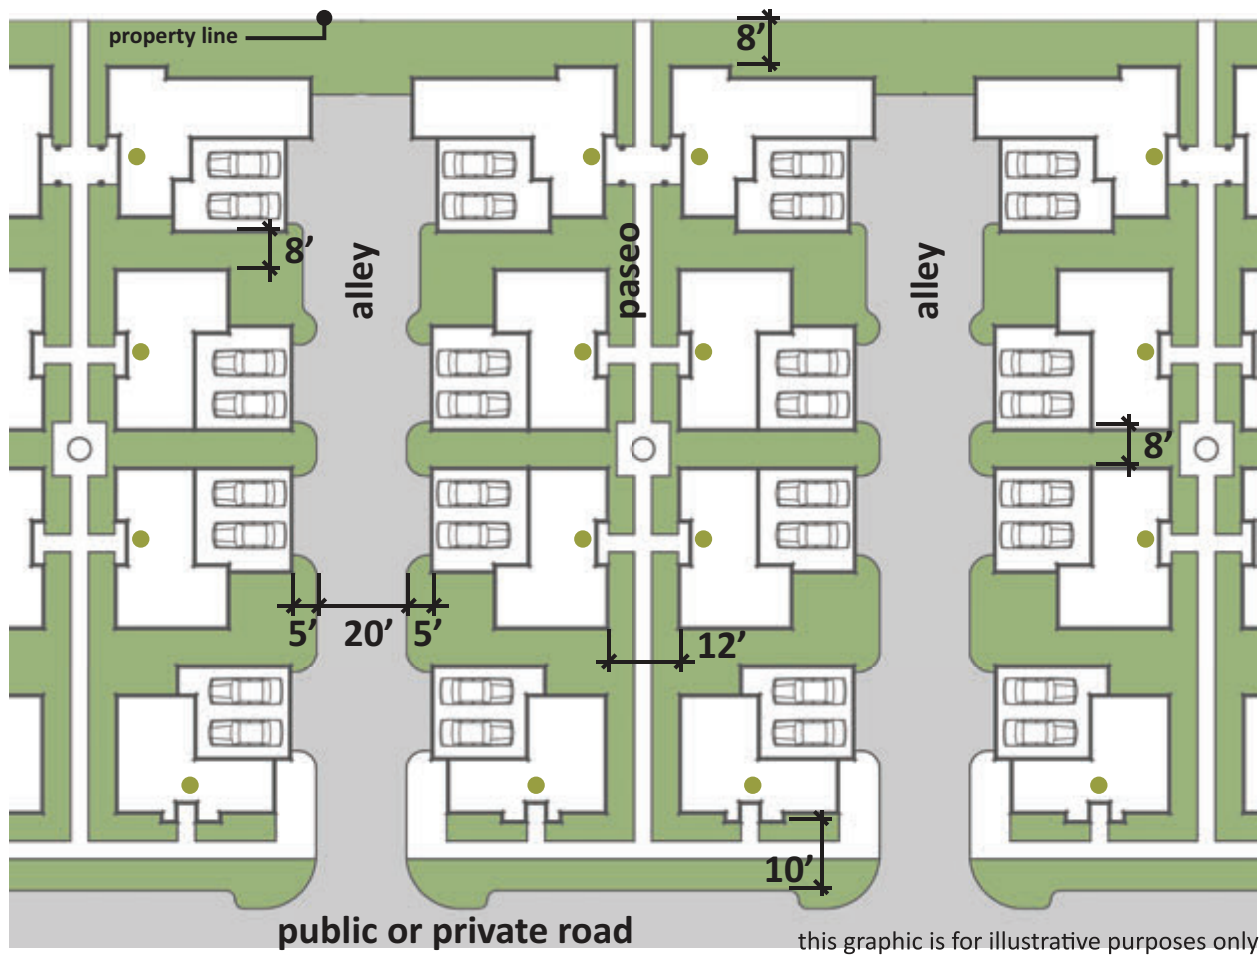 property line
8’
8’
alley
paseo
alley
8’
5’
20’
5’
12’
10’
public or private road
this graphic is for illustrative purposes only